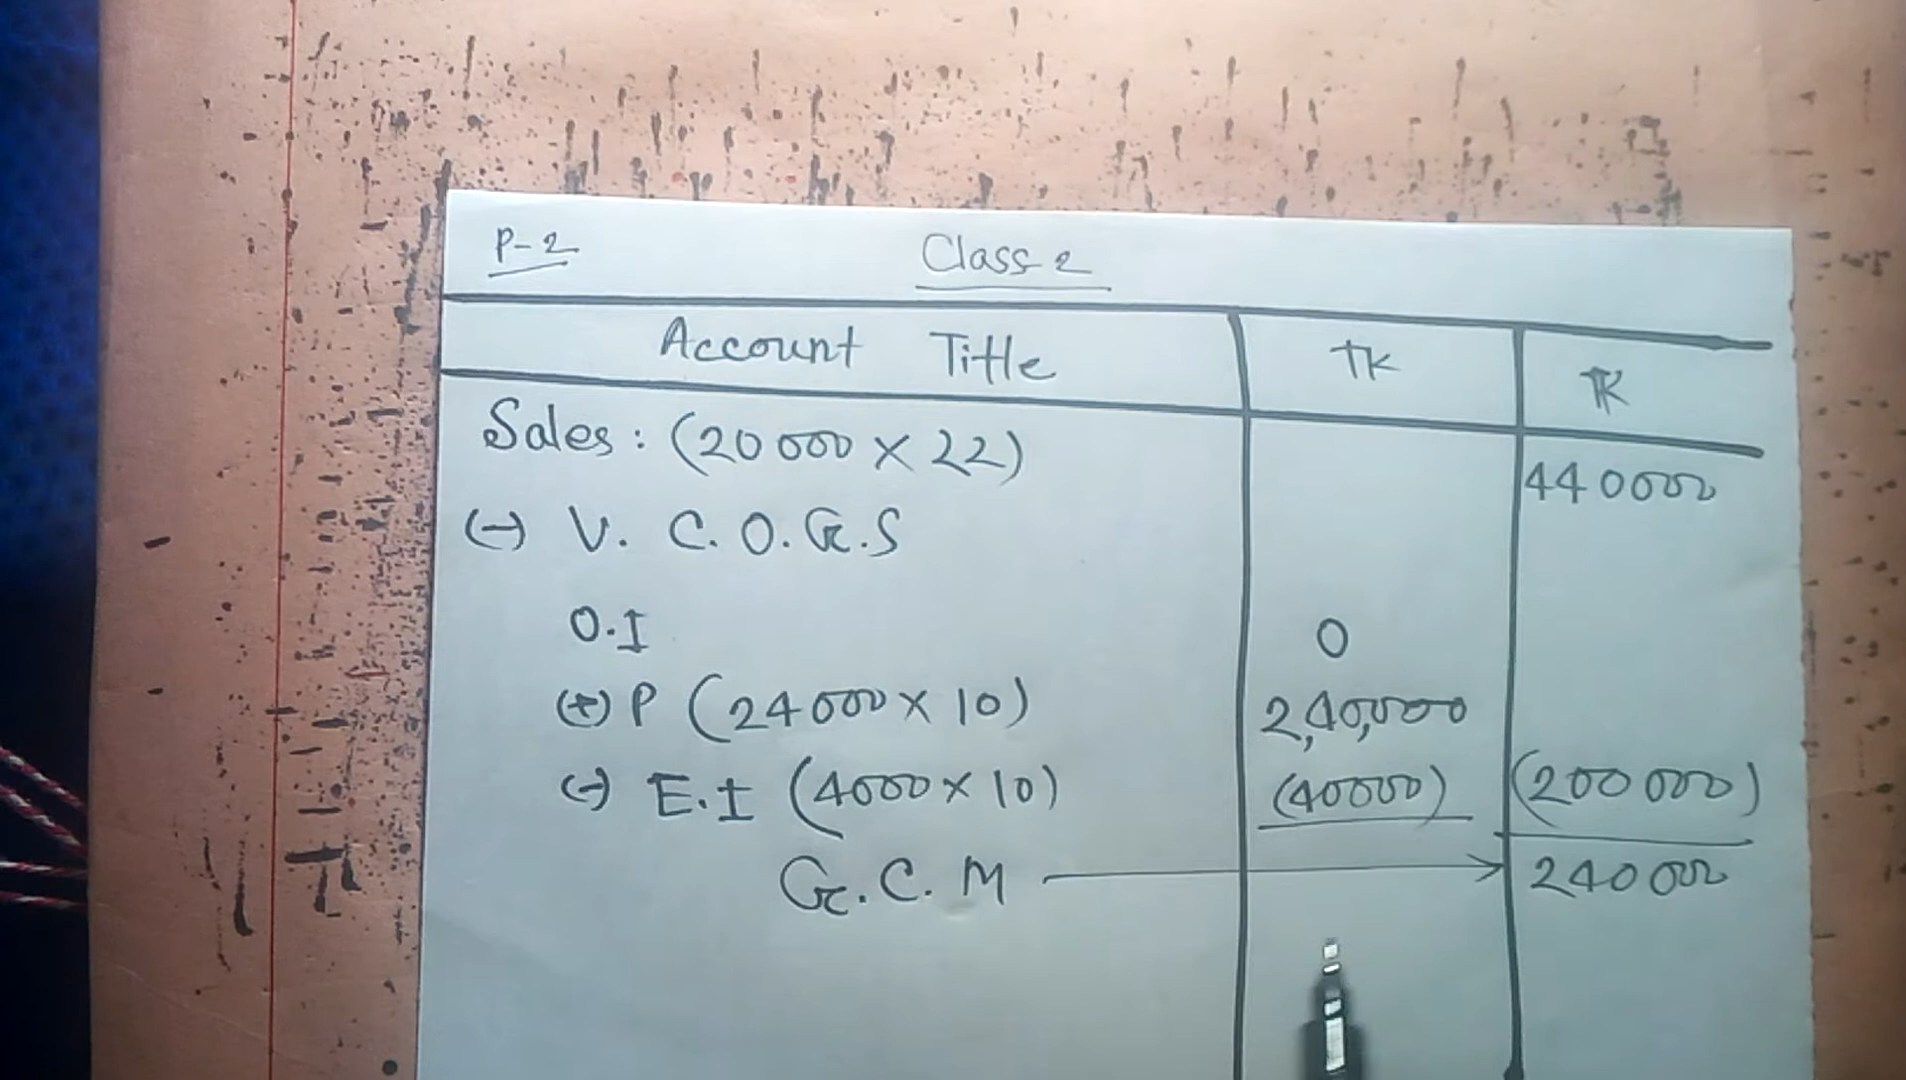 P-2
Class 2
Account Title TK TK
Sales: (20000 × 22) 440000
(-) V. C. O. G. S
O.I 0
(+) P (24000 × 10) 2,40,000
(-) E.I (4000 × 10) (40000) (200000)
G. C. M → 240000